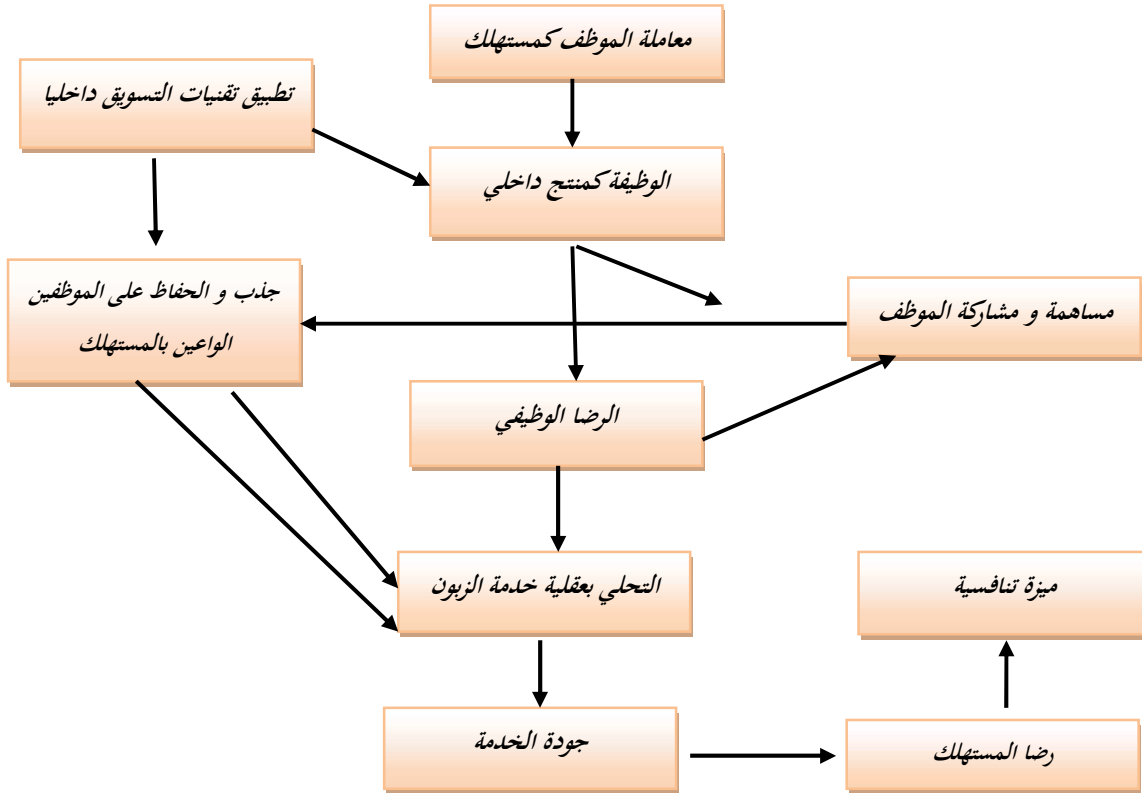 معاملة الموظف كمستهلك
تطبيق تقنيات التسويق داخليا
الوظيفة كمنتج داخلي
جذب و الحفاظ على الموظفين
الواعين بالمستهلك
مساهمة و مشاركة الموظف
الرضا الوظيفي
التحلي بعقلية خدمة الزبون
ميزة تنافسية
جودة الخدمة
رضا المستهلك